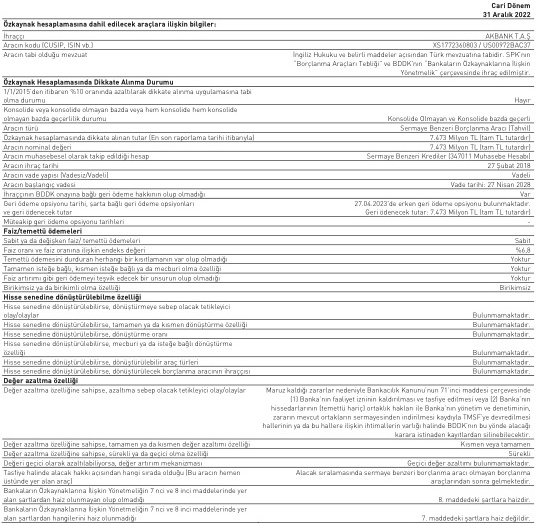 Cari Dönem
31 Aralık 2022
Özkaynak hesaplamasına dahil edilecek araçlara ilişkin bilgiler:
İhraççı AKBANK T.A.Ş
Aracın kodu (CUSIP, ISIN vb.) XS1772360803 / US00972BAC37
Aracın tabi olduğu mevzuat İngiliz Hukuku ve belirli maddeler açısından Türk mevzuatına tabidir. SPK'nın
"Borçlanma Araçları Tebliği" ve BDDK'nın "Bankaların Özkaynaklarına İlişkin
Yönetmelik" çerçevesinde ihraç edilmiştir.
Özkaynak Hesaplamasında Dikkate Alınma Durumu
1/1/2015'den itibaren %10 oranında azaltılarak dikkate alınma uygulamasına tabi
olma durumu Hayır
Konsolide veya konsolide olmayan bazda veya hem konsolide hem konsolide
olmayan bazda geçerlilik durumu Konsolide Olmayan ve Konsolide bazda geçerli
Aracın türü Sermaye Benzeri Borçlanma Aracı (Tahvil)
Özkaynak hesaplamasında dikkate alınan tutar (En son raporlama tarihi itibarıyla) 7.473 Milyon TL (tam TL tutardır)
Aracın nominal değeri 7.473 Milyon TL (tam TL tutardır)
Aracın muhasebesel olarak takip edildiği hesap Sermaye Benzeri Krediler (347011 Muhasebe Hesabı)
Aracın ihraç tarihi 27 Şubat 2018
Aracın vade yapısı (Vadesiz/Vadeli) Vadeli
Aracın başlangıç vadesi Vade tarihi: 27 Nisan 2028
İhraççının BDDK onayına bağlı geri ödeme hakkının olup olmadığı Var
Geri ödeme opsiyonu tarihi, şarta bağlı geri ödeme opsiyonları 27.04.2023'de erken geri ödeme opsiyonu bulunmaktadır.
ve geri ödenecek tutar Geri ödenecek tutar: 7.473 Milyon TL (tam TL tutardır)
Müteakip geri ödeme opsiyonu tarihleri -
Faiz/temettü ödemeleri
Sabit ya da değişken faiz/ temettü ödemeleri Sabit
Faiz oranı ve faiz oranına ilişkin endeks değeri %6,8
Temettü ödemesini durduran herhangi bir kısıtlamanın var olup olmadığı Yoktur
Tamamen isteğe bağlı, kısmen isteğe bağlı ya da mecburi olma özelliği Yoktur
Faiz artırımı gibi geri ödemeyi teşvik edecek bir unsurun olup olmadığı Yoktur
Birikimsiz ya da birikimli olma özelliği Birikimsiz
Hisse senedine dönüştürülebilme özelliği
Hisse senedine dönüştürülebilirse, dönüştürmeye sebep olacak tetikleyici
olay/olaylar Bulunmamaktadır.
Hisse senedine dönüştürülebilirse, tamamen ya da kısmen dönüştürme özelliği Bulunmamaktadır.
Hisse senedine dönüştürülebilirse, dönüştürme oranı Bulunmamaktadır.
Hisse senedine dönüştürülebilirse, mecburi ya da isteğe bağlı dönüştürme
özelliği Bulunmamaktadır.
Hisse senedine dönüştürülebilirse, dönüştürülebilir araç türleri Bulunmamaktadır.
Hisse senedine dönüştürülebilirse, dönüştürülecek borçlanma aracının ihraççısı Bulunmamaktadır.
Değer azaltma özelliği
Değer azaltma özelliğine sahipse, azaltıma sebep olacak tetikleyici olay/olaylar Maruz kaldığı zararlar nedeniyle Bankacılık Kanunu'nun 71'inci maddesi çerçevesinde
(1) Banka'nın faaliyet izninin kaldırılması ve tasfiye edilmesi veya (2) Banka'nın
hissedarlarının (temettü hariç) ortaklık hakları ile Banka'nın yönetim ve denetiminin,
zararın mevcut ortakların sermayesinden indirilmesi kaydıyla TMSF'ye devredilmesi
hallerinin ya da bu hallere ilişkin ihtimallerin varlığı halinde BDDK'nın bu yönde alacağı
karara istinaden kayıtlardan silinebilecektir.
Değer azaltma özelliğine sahipse, tamamen ya da kısmen değer azaltımı özelliği Kısmen veya tamamen
Değer azaltma özelliğine sahipse, sürekli ya da geçici olma özelliği Sürekli
Değeri geçici olarak azaltılabiliyorsa, değer artırım mekanizması Geçici değer azaltımı bulunmamaktadır.
Tasfiye halinde alacak hakkı açısından hangi sırada olduğu (Bu aracın hemen Alacak sıralamasında sermaye benzeri borçlanma aracı olmayan borçlanma
üstünde yer alan araç) araçlarından sonra gelmektedir.
Bankaların Özkaynaklarına İlişkin Yönetmeliğin 7 nci ve 8 inci maddelerinde yer
alan şartlardan haiz olunmayan olup olmadığı 8. maddedeki şartlara haizdir.
Bankaların Özkaynaklarına İlişkin Yönetmeliğin 7 nci ve 8 inci maddelerinde yer
alan şartlardan hangilerini haiz olunmadığı 7. maddedeki şartlara haiz değildir.